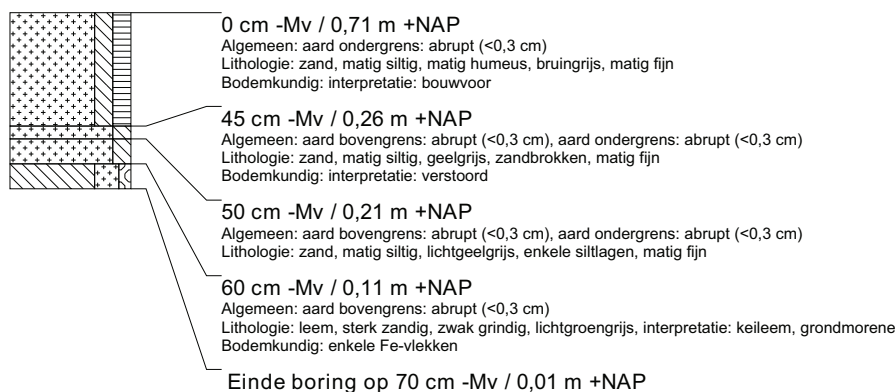 0 cm -Mv / 0,71 m +NAP
Algemeen: aard ondergrens: abrupt (<0,3 cm)
Lithologie: zand, matig siltig, matig humeus, bruingrijs, matig fijn
Bodemkundig: interpretatie: bouwvoor
45 cm -Mv / 0,26 m +NAP
Algemeen: aard bovengrens: abrupt (<0,3 cm), aard ondergrens: abrupt (<0,3 cm)
Lithologie: zand, matig siltig, geelgrijs, zandbrokken, matig fijn
Bodemkundig: interpretatie: verstoord
50 cm -Mv / 0,21 m +NAP
Algemeen: aard bovengrens: abrupt (<0,3 cm), aard ondergrens: abrupt (<0,3 cm)
Lithologie: zand, matig siltig, lichtgeelgrijs, enkele siltlagen, matig fijn
60 cm -Mv / 0,11 m +NAP
Algemeen: aard bovengrens: abrupt (<0,3 cm)
Lithologie: leem, sterk zandig, zwak grindig, lichtgroengrijs, interpretatie: keileem, grondmorene
Bodemkundig: enkele Fe-vlekken
Einde boring op 70 cm -Mv / 0,01 m +NAP